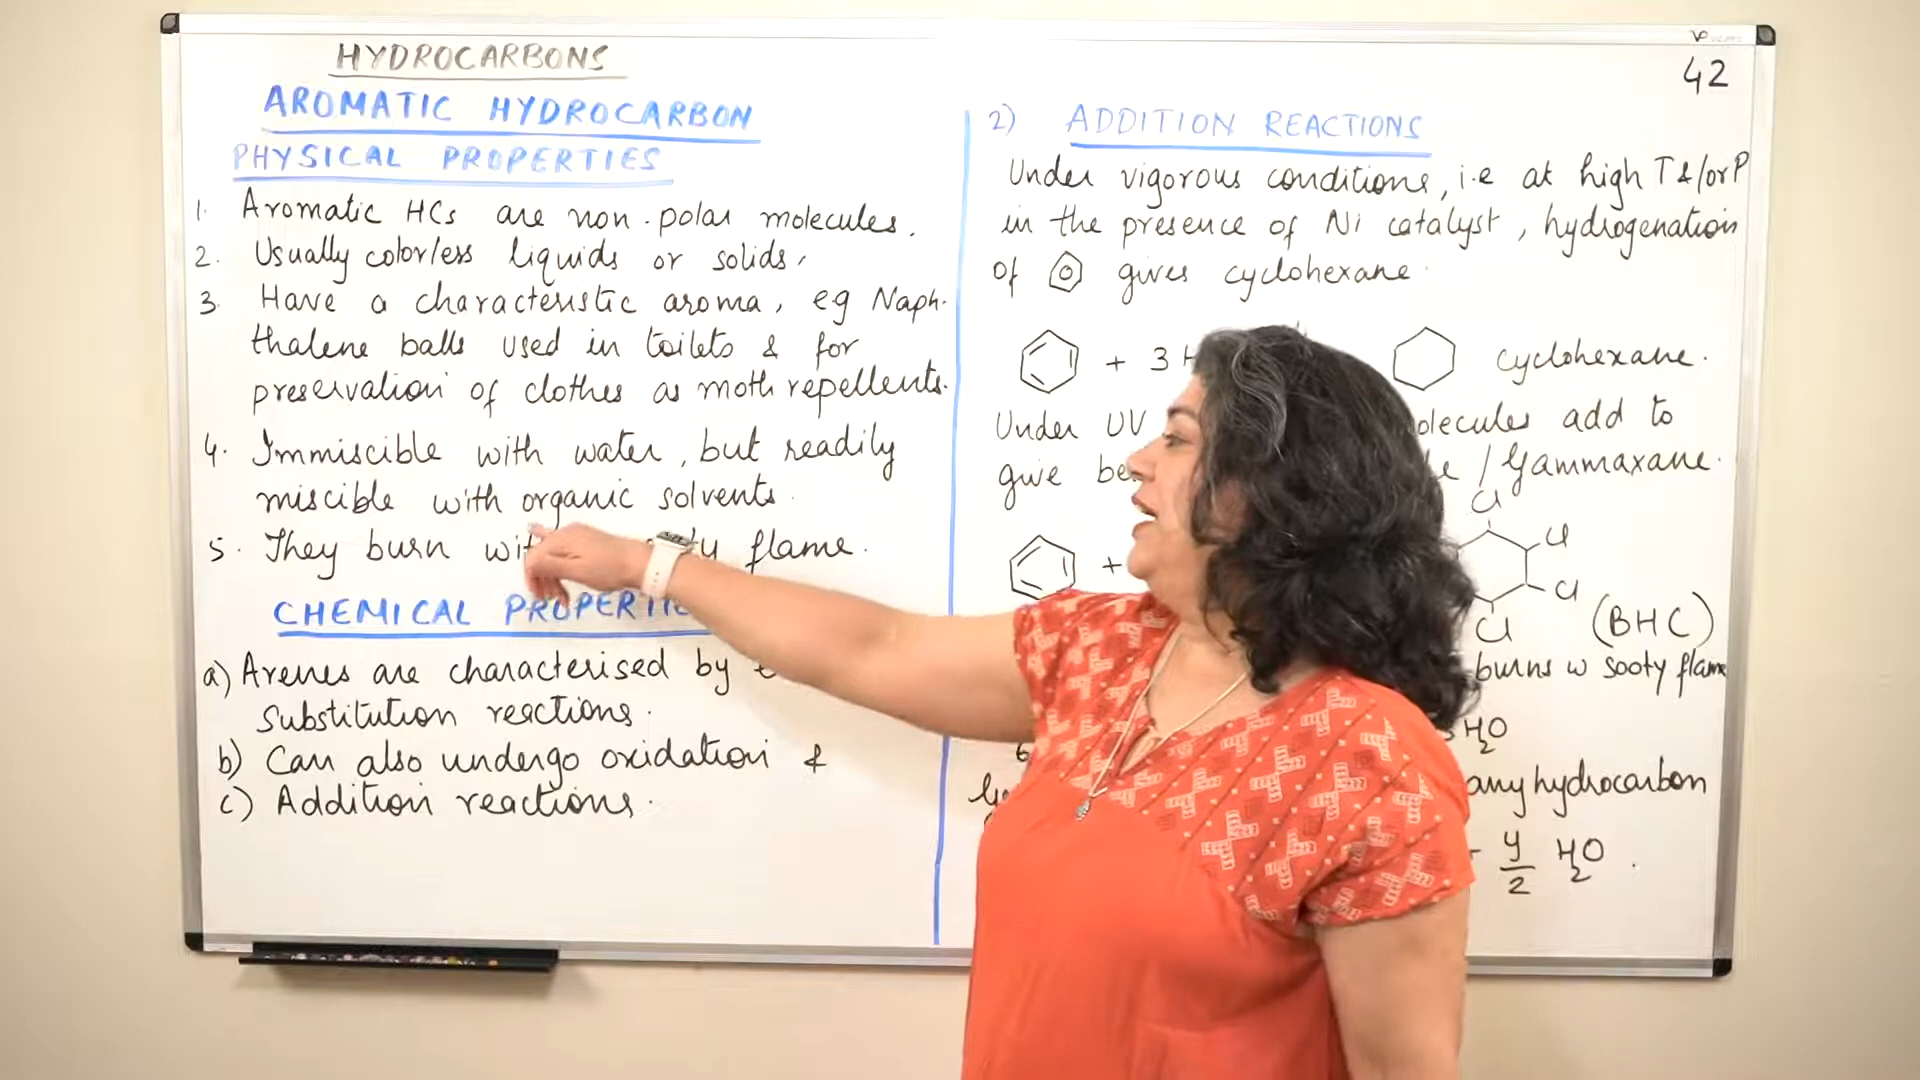 HYDROCARBONS
AROMATIC HYDROCARBON
PHYSICAL PROPERTIES
1. Aromatic HCs are non-polar molecules.
2. Usually colorless liquids or solids.
3. Have a characteristic aroma, eg Naph-
thalene balls used in toilets & for
preservation of clothes as moth repellents.
4. Immiscible with water, but readily
miscible with organic solvents.
5. They burn flame.
CHEMICAL
a) Arenes are characterised by
substitution reactions.
b) Can also undergo oxidation &
c) Addition reactions.
42
2) ADDITION REACTIONS
Under vigorous conditions, i.e at high T &/or P
in the presence of Ni catalyst, hydrogenation
of gives cyclohexane.
+ 3 cyclohexane.
Under UV add to
give / Gammaxane.
Cl
+ Cl
Cl
Cl (BHC)
burns w sooty flame
H2O
any hydrocarbon
y/2 H2O.